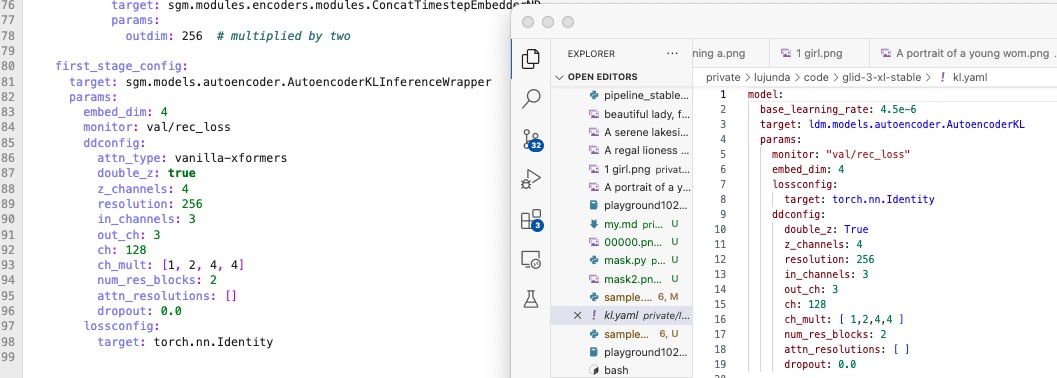 76 target: sgm.modules.encoders.modules.ConcatTimestepEmbedderND
77 params:
78 outdim: 256 # multiplied by two
79
80 first_stage_config:
81 target: sgm.modules.autoencoder.AutoencoderKLInferenceWrapper
82 params:
83 embed_dim: 4
84 monitor: val/rec_loss
85 ddconfig:
86 attn_type: vanilla-xformers
87 double_z: true
88 z_channels: 4
89 resolution: 256
90 in_channels: 3
91 out_ch: 3
92 ch: 128
93 ch_mult: [1, 2, 4, 4]
94 num_res_blocks: 2
95 attn_resolutions: []
96 dropout: 0.0
97 lossconfig:
98 target: torch.nn.Identity
99
32
3
EXPLORER ...
OPEN EDITORS
pipeline_stable...
beautiful lady, f...
A serene lakesi...
A regal lioness ...
1 girl.png privat...
A portrait of a y...
playground102...
my.md pri... U
00000.pn... U
mask.py p... U
mask2.pn... U
sample.... 6, M
kl.yaml private/l...
sample... 6, U
playground102...
bash
ning a.png
1 girl.png
A portrait of a young wom.png
private > lujunda > code > glid-3-xl-stable > ! kl.yaml
1 model:
2 base_learning_rate: 4.5e-6
3 target: ldm.models.autoencoder.AutoencoderKL
4 params:
5 monitor: "val/rec_loss"
6 embed_dim: 4
7 lossconfig:
8 target: torch.nn.Identity
9 ddconfig:
10 double_z: True
11 z_channels: 4
12 resolution: 256
13 in_channels: 3
14 out_ch: 3
15 ch: 128
16 ch_mult: [ 1,2,4,4 ]
17 num_res_blocks: 2
18 attn_resolutions: [ ]
19 dropout: 0.0